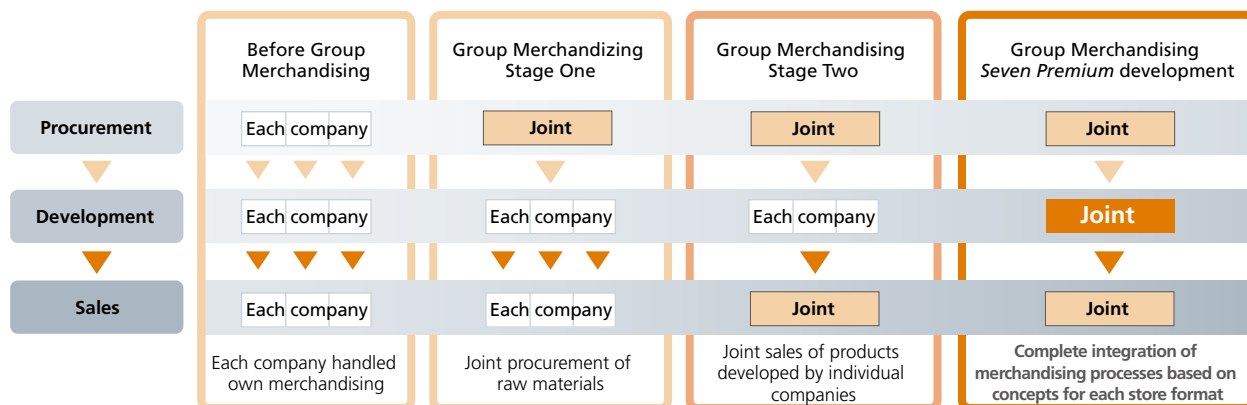 Before Group
Merchandising
Group Merchandizing
Stage One
Group Merchandising
Stage Two
Group Merchandising
Seven Premium development
Procurement
Each company
Joint
Joint
Joint
Development
Each company
Each company
Each company
Joint
Sales
Each company
Each company
Joint
Joint
Each company handled
own merchandising
Joint procurement of
raw materials
Joint sales of products
developed by individual
companies
Complete integration of
merchandising processes based on
concepts for each store format